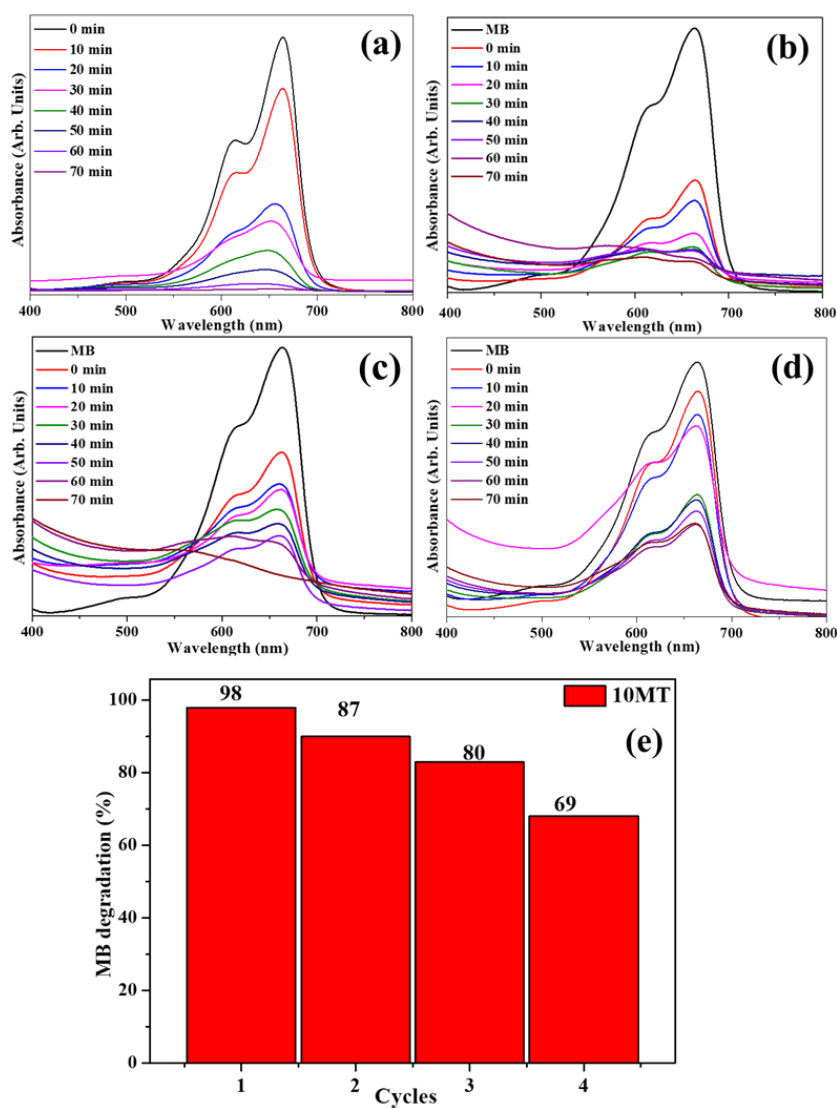 (a)
0 min
10 min
20 min
30 min
40 min
50 min
60 min
70 min
Absorbance (Arb. Units)
400 500 600 700 800
Wavelength (nm)
(b)
MB
0 min
10 min
20 min
30 min
40 min
50 min
60 min
70 min
Absorbance (Arb. Units)
400 500 600 700 800
Wavelength (nm)
(c)
MB
0 min
10 min
20 min
30 min
40 min
50 min
60 min
70 min
Absorbance (Arb. Units)
400 500 600 700 800
Wavelength (nm)
(d)
MB
0 min
10 min
20 min
30 min
40 min
50 min
60 min
70 min
Absorbance (Arb. Units)
400 500 600 700 800
Wavelength (nm)
(e)
10MT
98
87
80
69
MB degradation (%)
100
80
60
40
20
0
1 2 3 4
Cycles